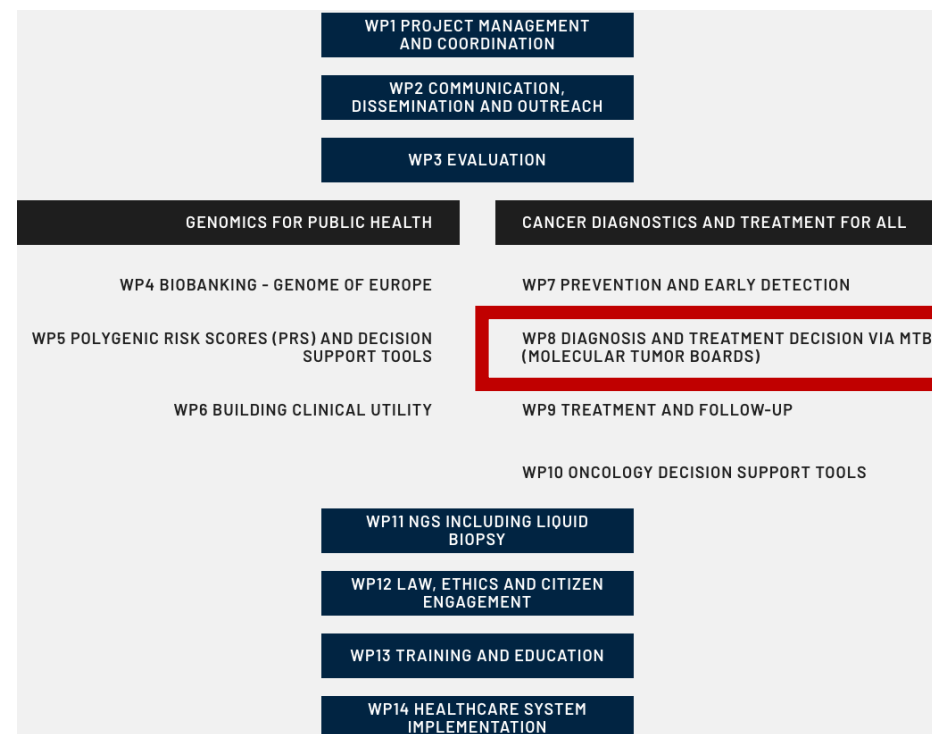 WP1 PROJECT MANAGEMENT
AND COORDINATION
WP2 COMMUNICATION,
DISSEMINATION AND OUTREACH
WP3 EVALUATION
GENOMICS FOR PUBLIC HEALTH
WP4 BIOBANKING - GENOME OF EUROPE
WP5 POLYGENIC RISK SCORES (PRS) AND DECISION
SUPPORT TOOLS
WP6 BUILDING CLINICAL UTILITY
CANCER DIAGNOSTICS AND TREATMENT FOR ALL
WP7 PREVENTION AND EARLY DETECTION
WP8 DIAGNOSIS AND TREATMENT DECISION VIA MTB
(MOLECULAR TUMOR BOARDS)
WP9 TREATMENT AND FOLLOW-UP
WP10 ONCOLOGY DECISION SUPPORT TOOLS
WP11 NGS INCLUDING LIQUID
BIOPSY
WP12 LAW, ETHICS AND CITIZEN
ENGAGEMENT
WP13 TRAINING AND EDUCATION
WP14 HEALTHCARE SYSTEM
IMPLEMENTATION